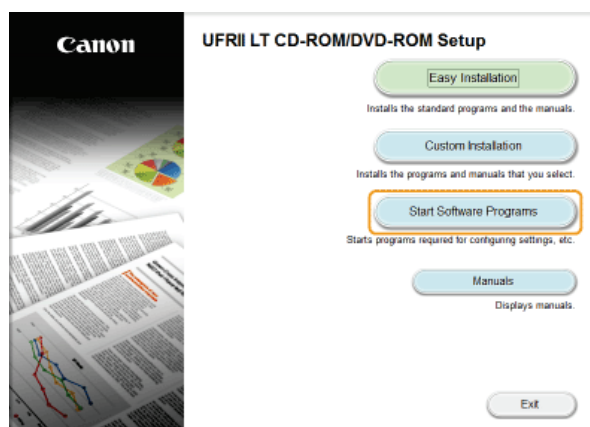 Canon
UFRII LT CD-ROM/DVD-ROM Setup
Easy Installation
Installs the standard programs and the manuals.
Custom Installation
Installs the programs and manuals that you select.
Start Software Programs
Starts programs required for configuring settings, etc.
Manuals
Displays manuals.
Exit